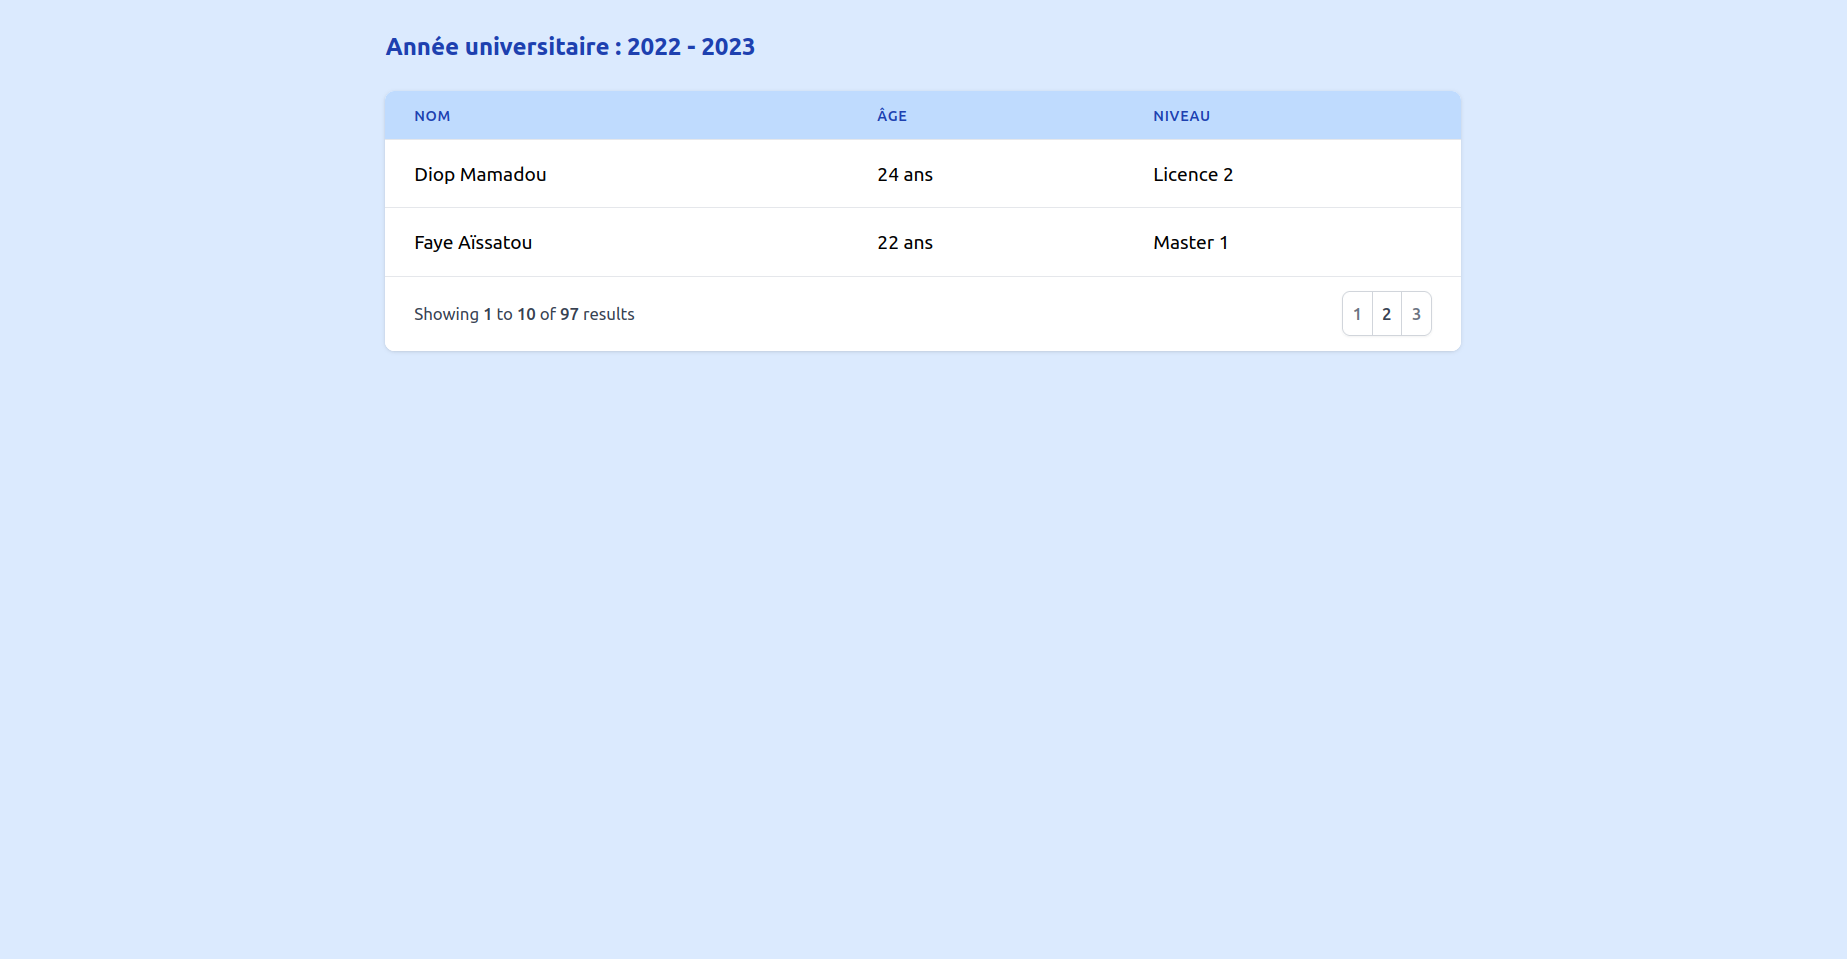 Année universitaire : 2022 - 2023
NOM ÂGE NIVEAU
Diop Mamadou 24 ans Licence 2
Faye Aïssatou 22 ans Master 1
Showing 1 to 10 of 97 results 1 2 3